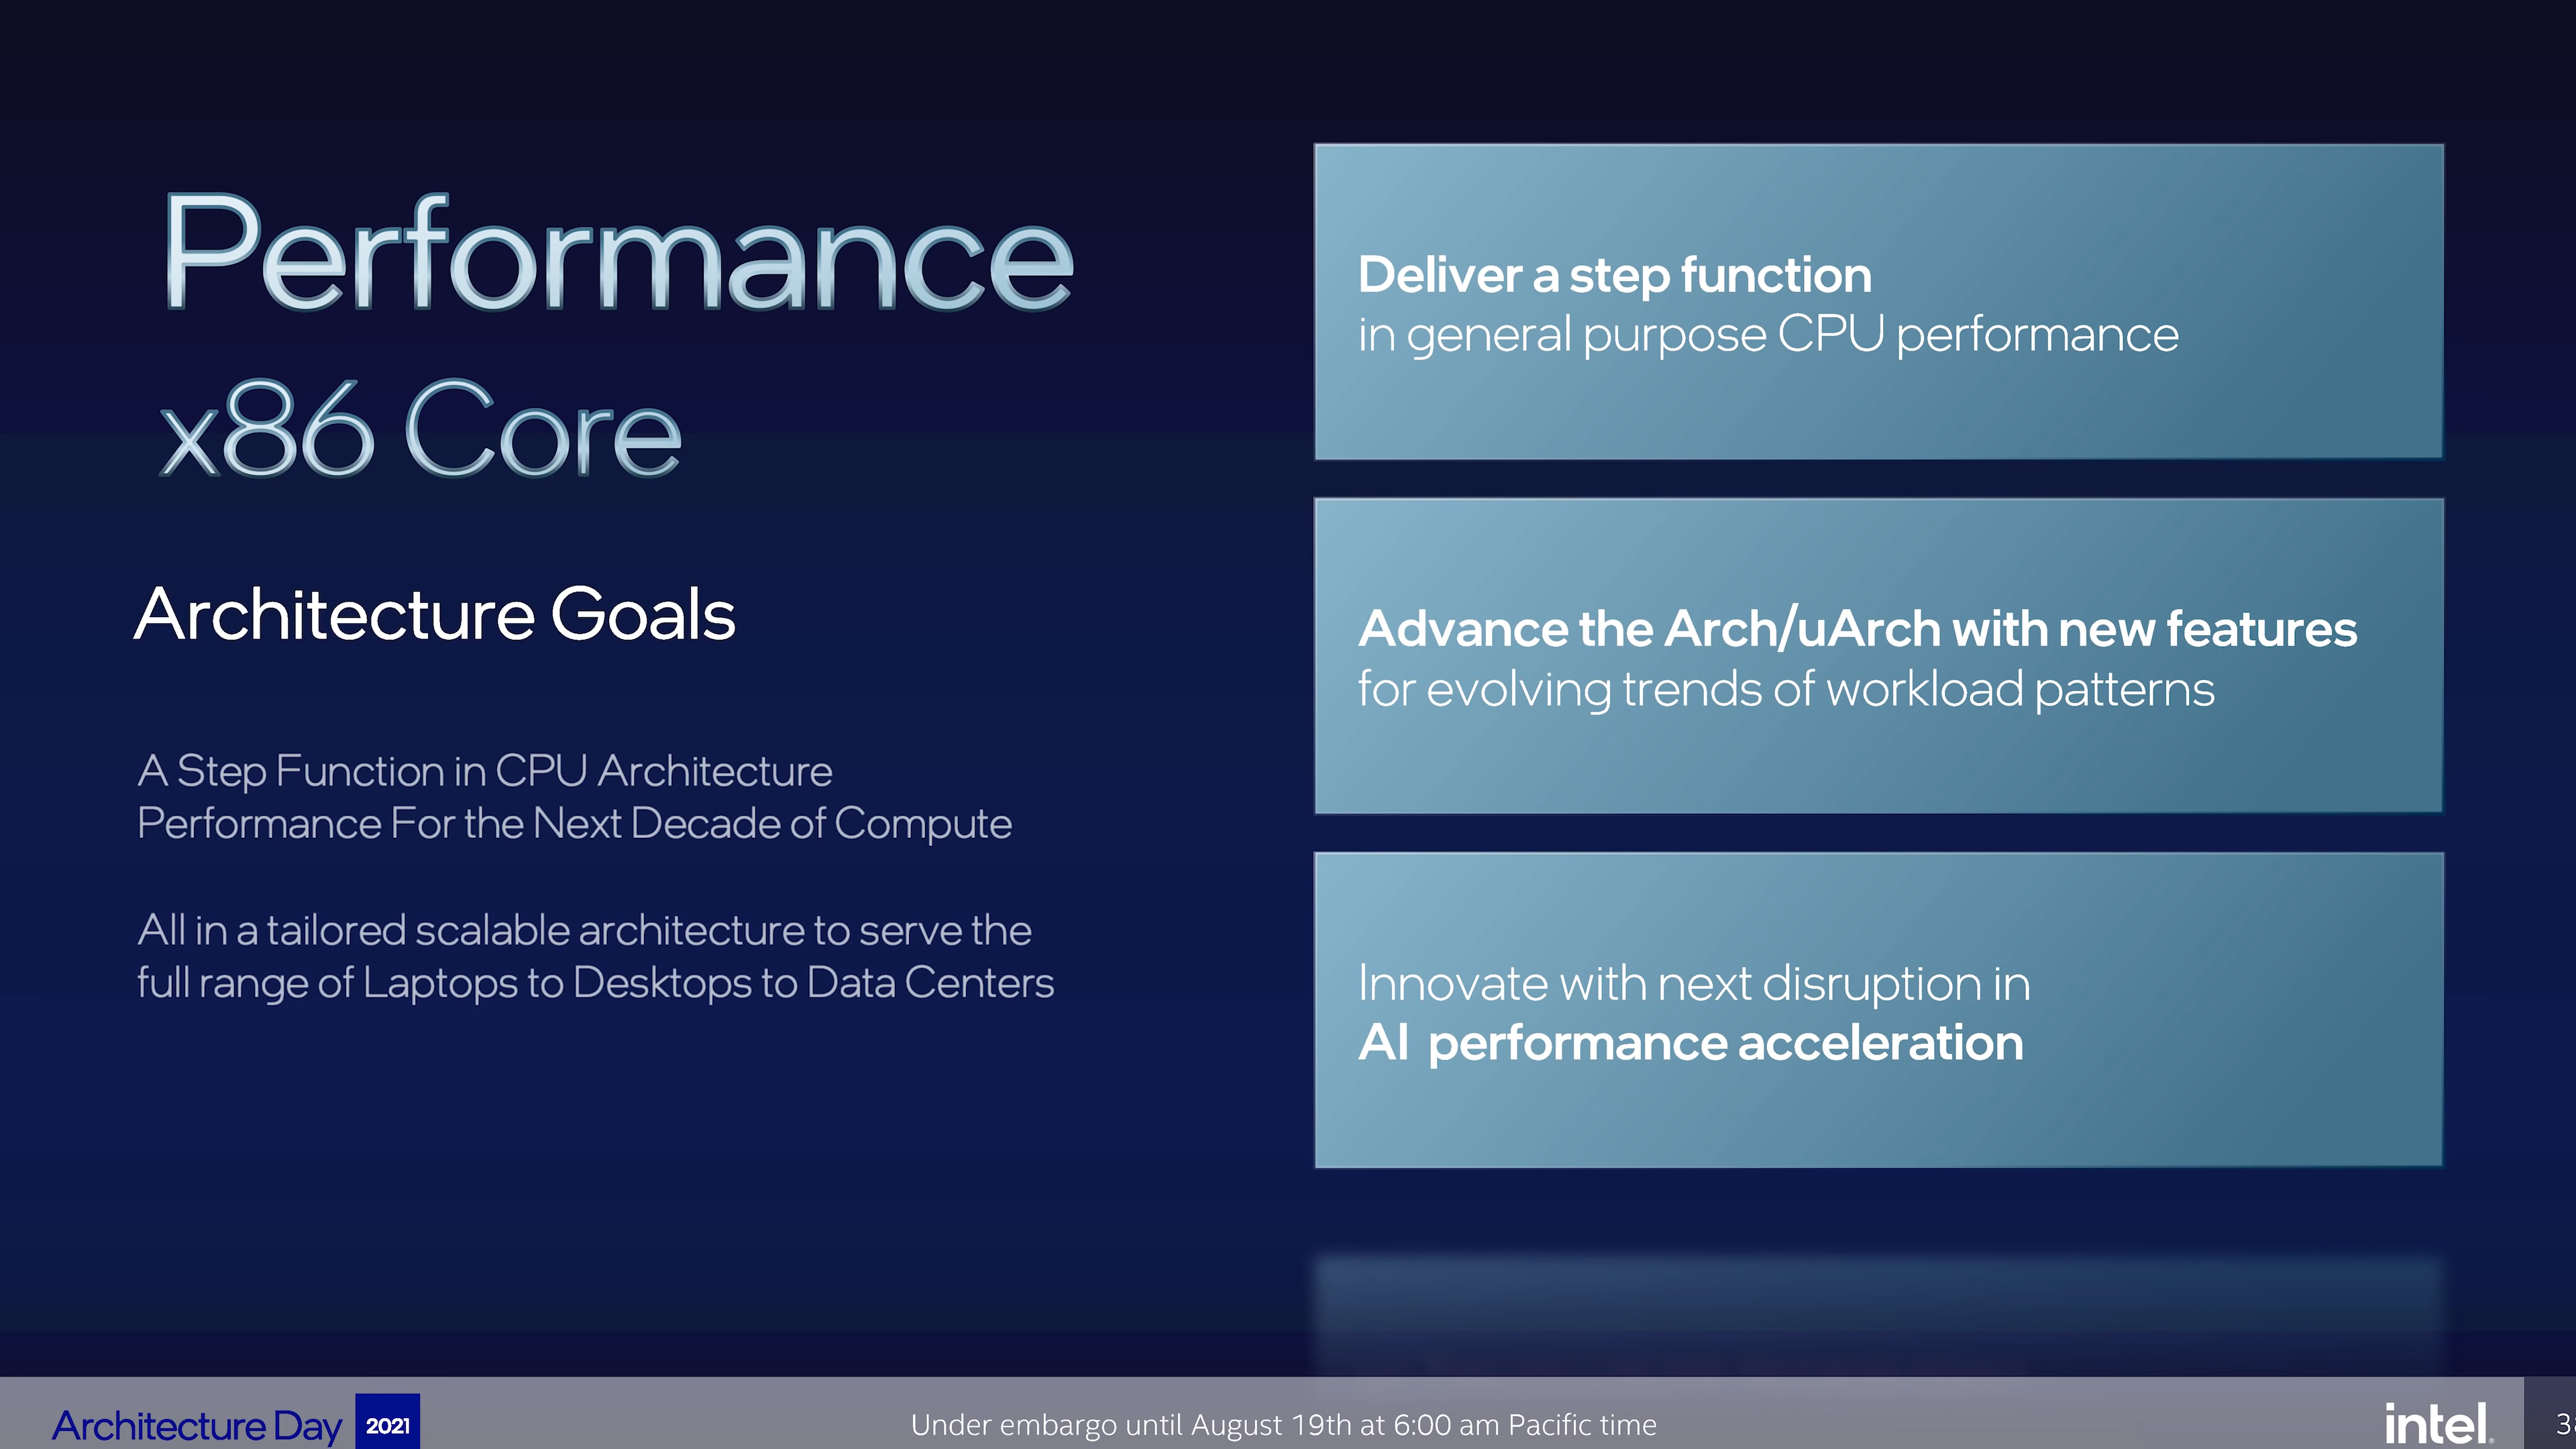 Performance
x86 Core
Architecture Goals
A Step Function in CPU Architecture
Performance For the Next Decade of Compute
All in a tailored scalable architecture to serve the
full range of Laptops to Desktops to Data Centers
Deliver a step function
in general purpose CPU performance
Advance the Arch/uArch with new features
for evolving trends of workload patterns
Innovate with next disruption in
AI performance acceleration
Architecture Day 2021
Under embargo until August 19th at 6:00 am Pacific time
intel.